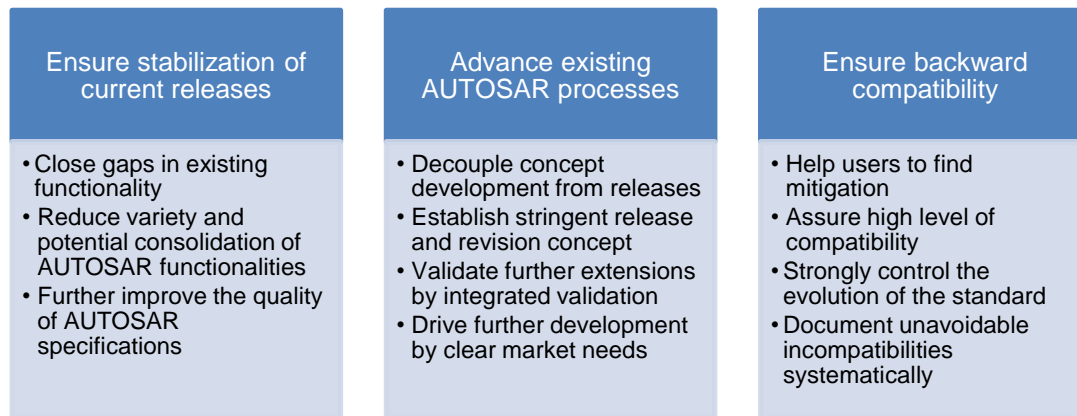 Ensure stabilization of
current releases
• Close gaps in existing
functionality
• Reduce variety and
potential consolidation of
AUTOSAR functionalities
• Further improve the quality
of AUTOSAR
specifications
Advance existing
AUTOSAR processes
• Decouple concept
development from releases
• Establish stringent release
and revision concept
• Validate further extensions
by integrated validation
• Drive further development
by clear market needs
Ensure backward
compatibility
• Help users to find
mitigation
• Assure high level of
compatibility
• Strongly control the
evolution of the standard
• Document unavoidable
incompatibilities
systematically